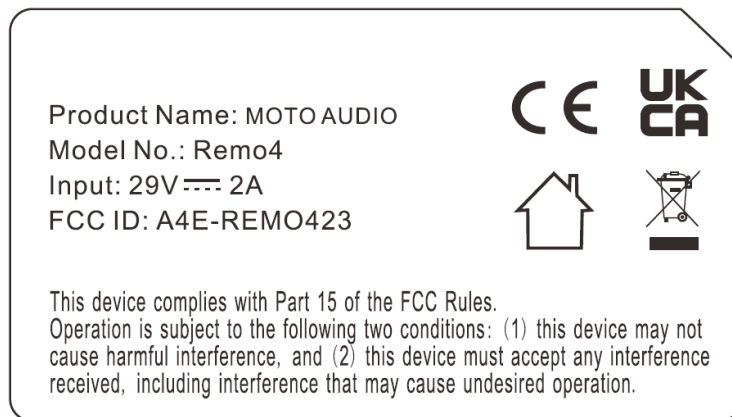 Product Name: MOTO AUDIO
Model No.: Remo4
Input: 29V ⎓ 2A
FCC ID: A4E-REMO423
CE
UK
CA
This device complies with Part 15 of the FCC Rules.
Operation is subject to the following two conditions: (1) this device may not
cause harmful interference, and (2) this device must accept any interference
received, including interference that may cause undesired operation.